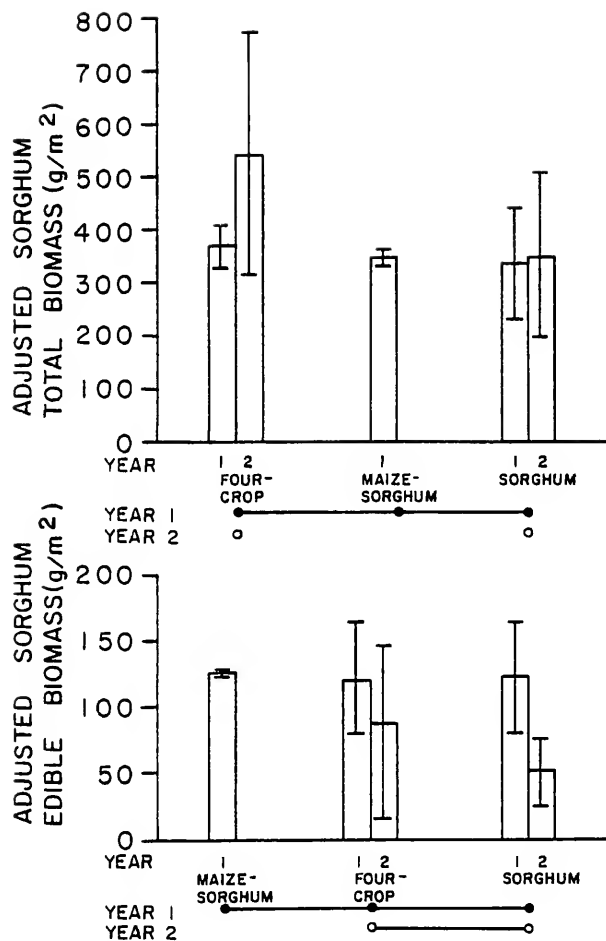 ADJUSTED SORGHUM
TOTAL BIOMASS (g/m²)
800
700
600
500
400
300
200
100
0
YEAR 1 2 1 1 2
FOUR- MAIZE- SORGHUM
CROP SORGHUM
YEAR 1
YEAR 2
ADJUSTED SORGHUM
EDIBLE BIOMASS(g/m²)
200
150
100
50
0
YEAR 1 1 2 1 2
MAIZE- FOUR- SORGHUM
SORGHUM CROP
YEAR 1
YEAR 2